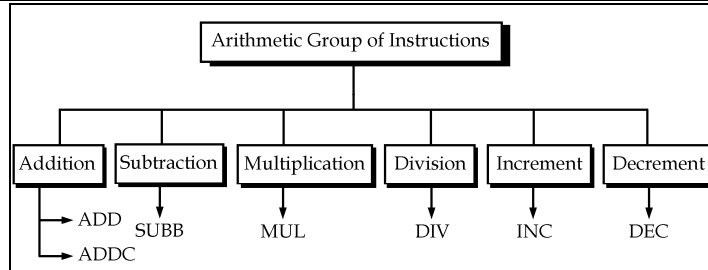 Arithmetic Group of Instructions
Addition
Subtraction
Multiplication
Division
Increment
Decrement
ADD
ADDC
SUBB
MUL
DIV
INC
DEC